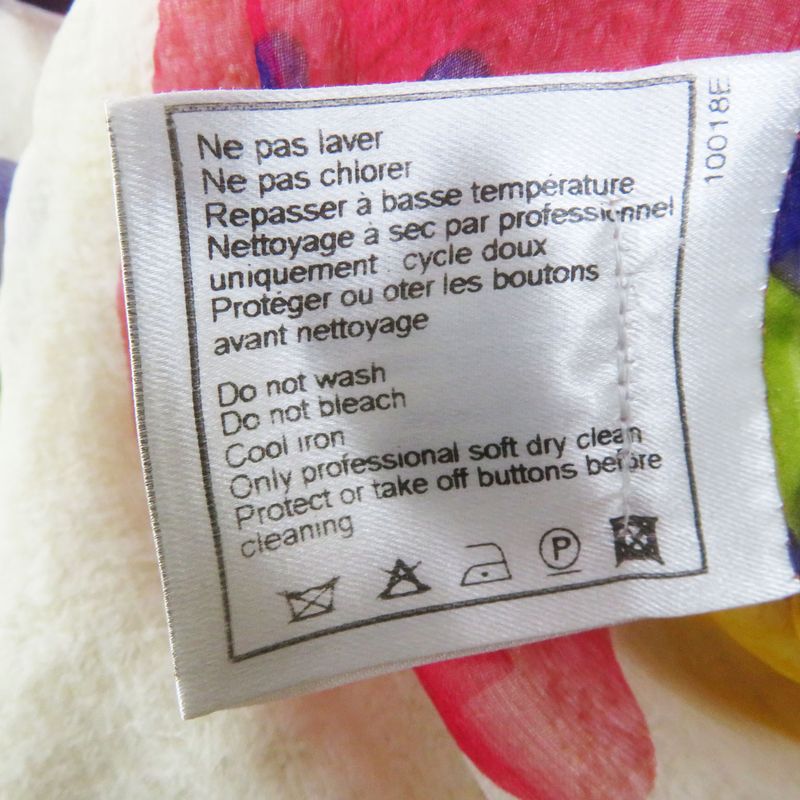 Ne pas laver
Ne pas chlorer
Repasser à basse température
Nettoyage à sec par professionnel
uniquement : cycle doux
Protéger ou oter les boutons
avant nettoyage
Do not wash
Do not bleach
Cool iron
Only professional soft dry clean
Protect or take off buttons before
cleaning
P
10018E